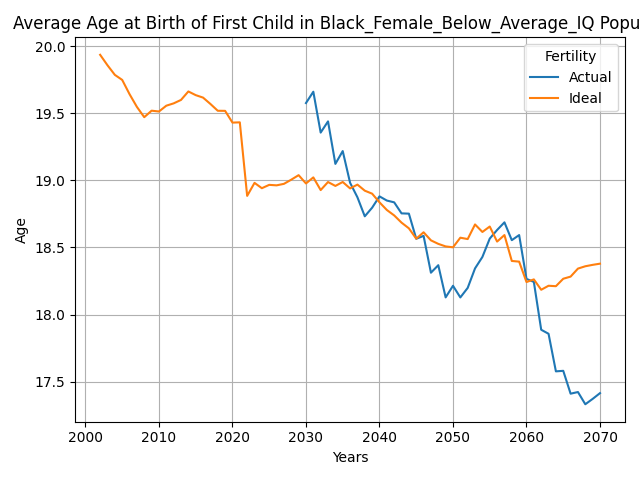 Average Age at Birth of First Child in Black_Female_Below_Average_IQ Popu
Fertility
Actual
Ideal
20.0
19.5
19.0
18.5
18.0
17.5
Age
2000 2010 2020 2030 2040 2050 2060 2070
Years